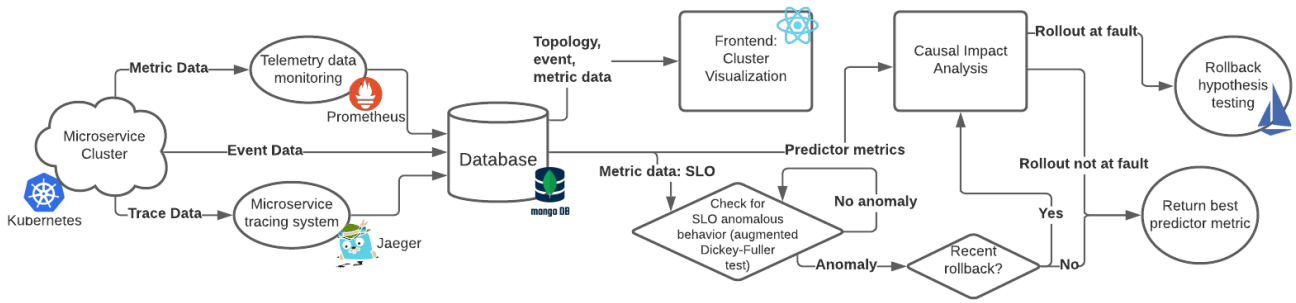 Metric Data
Telemetry data
monitoring
Prometheus
Microservice
Cluster
Kubernetes
Event Data
Trace Data
Microservice
tracing system
Jaeger
Database
mongo DB
Topology,
event,
metric data
Frontend:
Cluster
Visualization
Predictor metrics
Metric data: SLO
Check for
SLO anomalous
behavior (augmented
Dickey-Fuller
test)
No anomaly
Anomaly
Recent
rollback?
Yes
No
Causal Impact
Analysis
Rollout at fault
Rollback
hypothesis
testing
Rollout not at fault
Return best
predictor metric